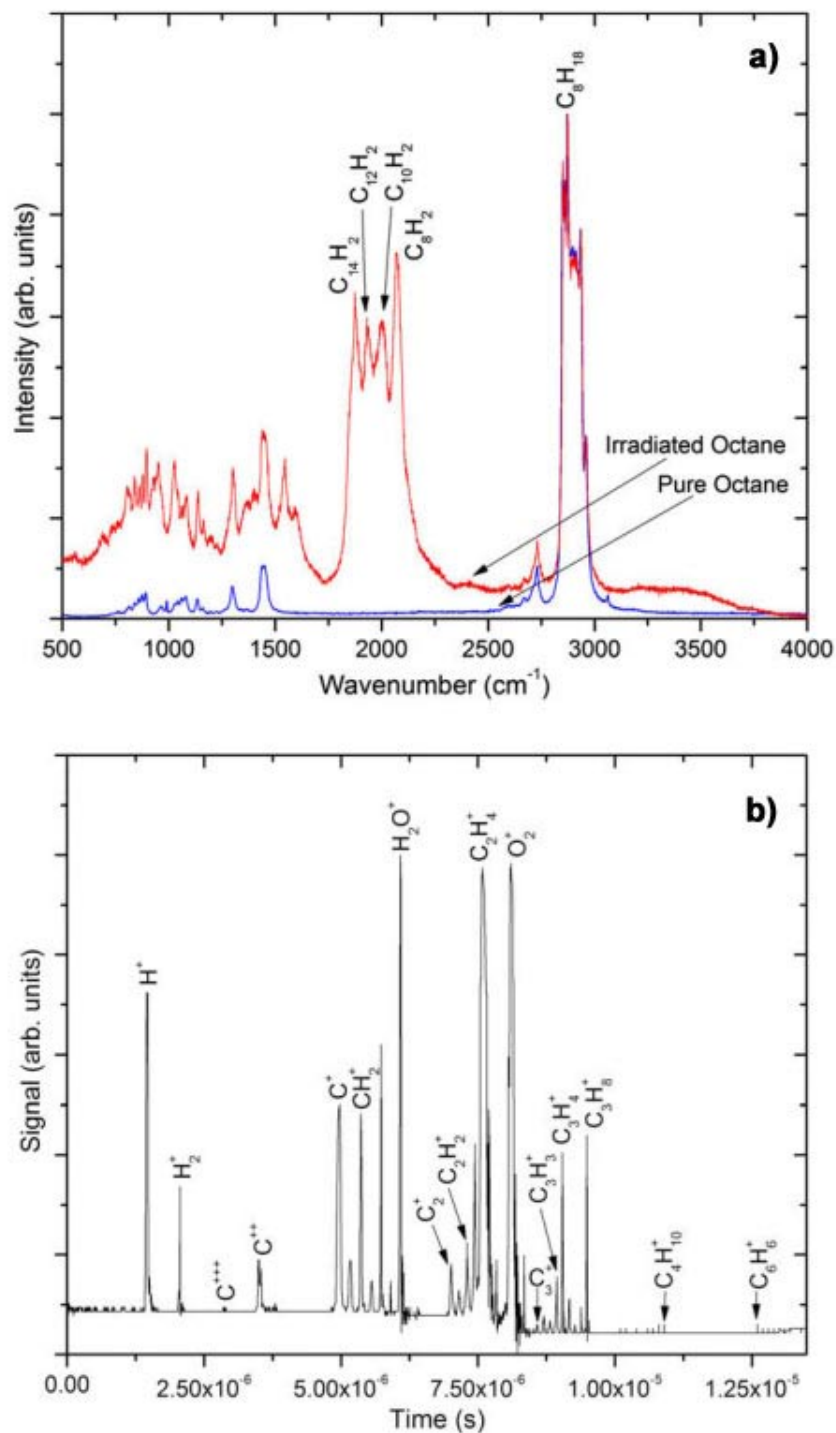 a)
C₈H₁₈
C₁₂H₂
C₁₀H₂
C₁₄H₂
C₈H₂
Intensity (arb. units)
Irradiated Octane
Pure Octane
500 1000 1500 2000 2500 3000 3500 4000
Wavenumber (cm⁻¹)
b)
H₂O⁺
C₂H₄⁺
O₂⁺
H⁺
H₂⁺
C⁺⁺⁺
C⁺⁺
C⁺
CH₂⁺
C₂⁺
C₂H₂⁺
C₃⁺
C₃H₃⁺
C₃H₄⁺
C₃H₈⁺
C₄H₁₀⁺
C₆H₆⁺
Signal (arb. units)
0.00 2.50x10⁻⁶ 5.00x10⁻⁶ 7.50x10⁻⁶ 1.00x10⁻⁵ 1.25x10⁻⁵
Time (s)